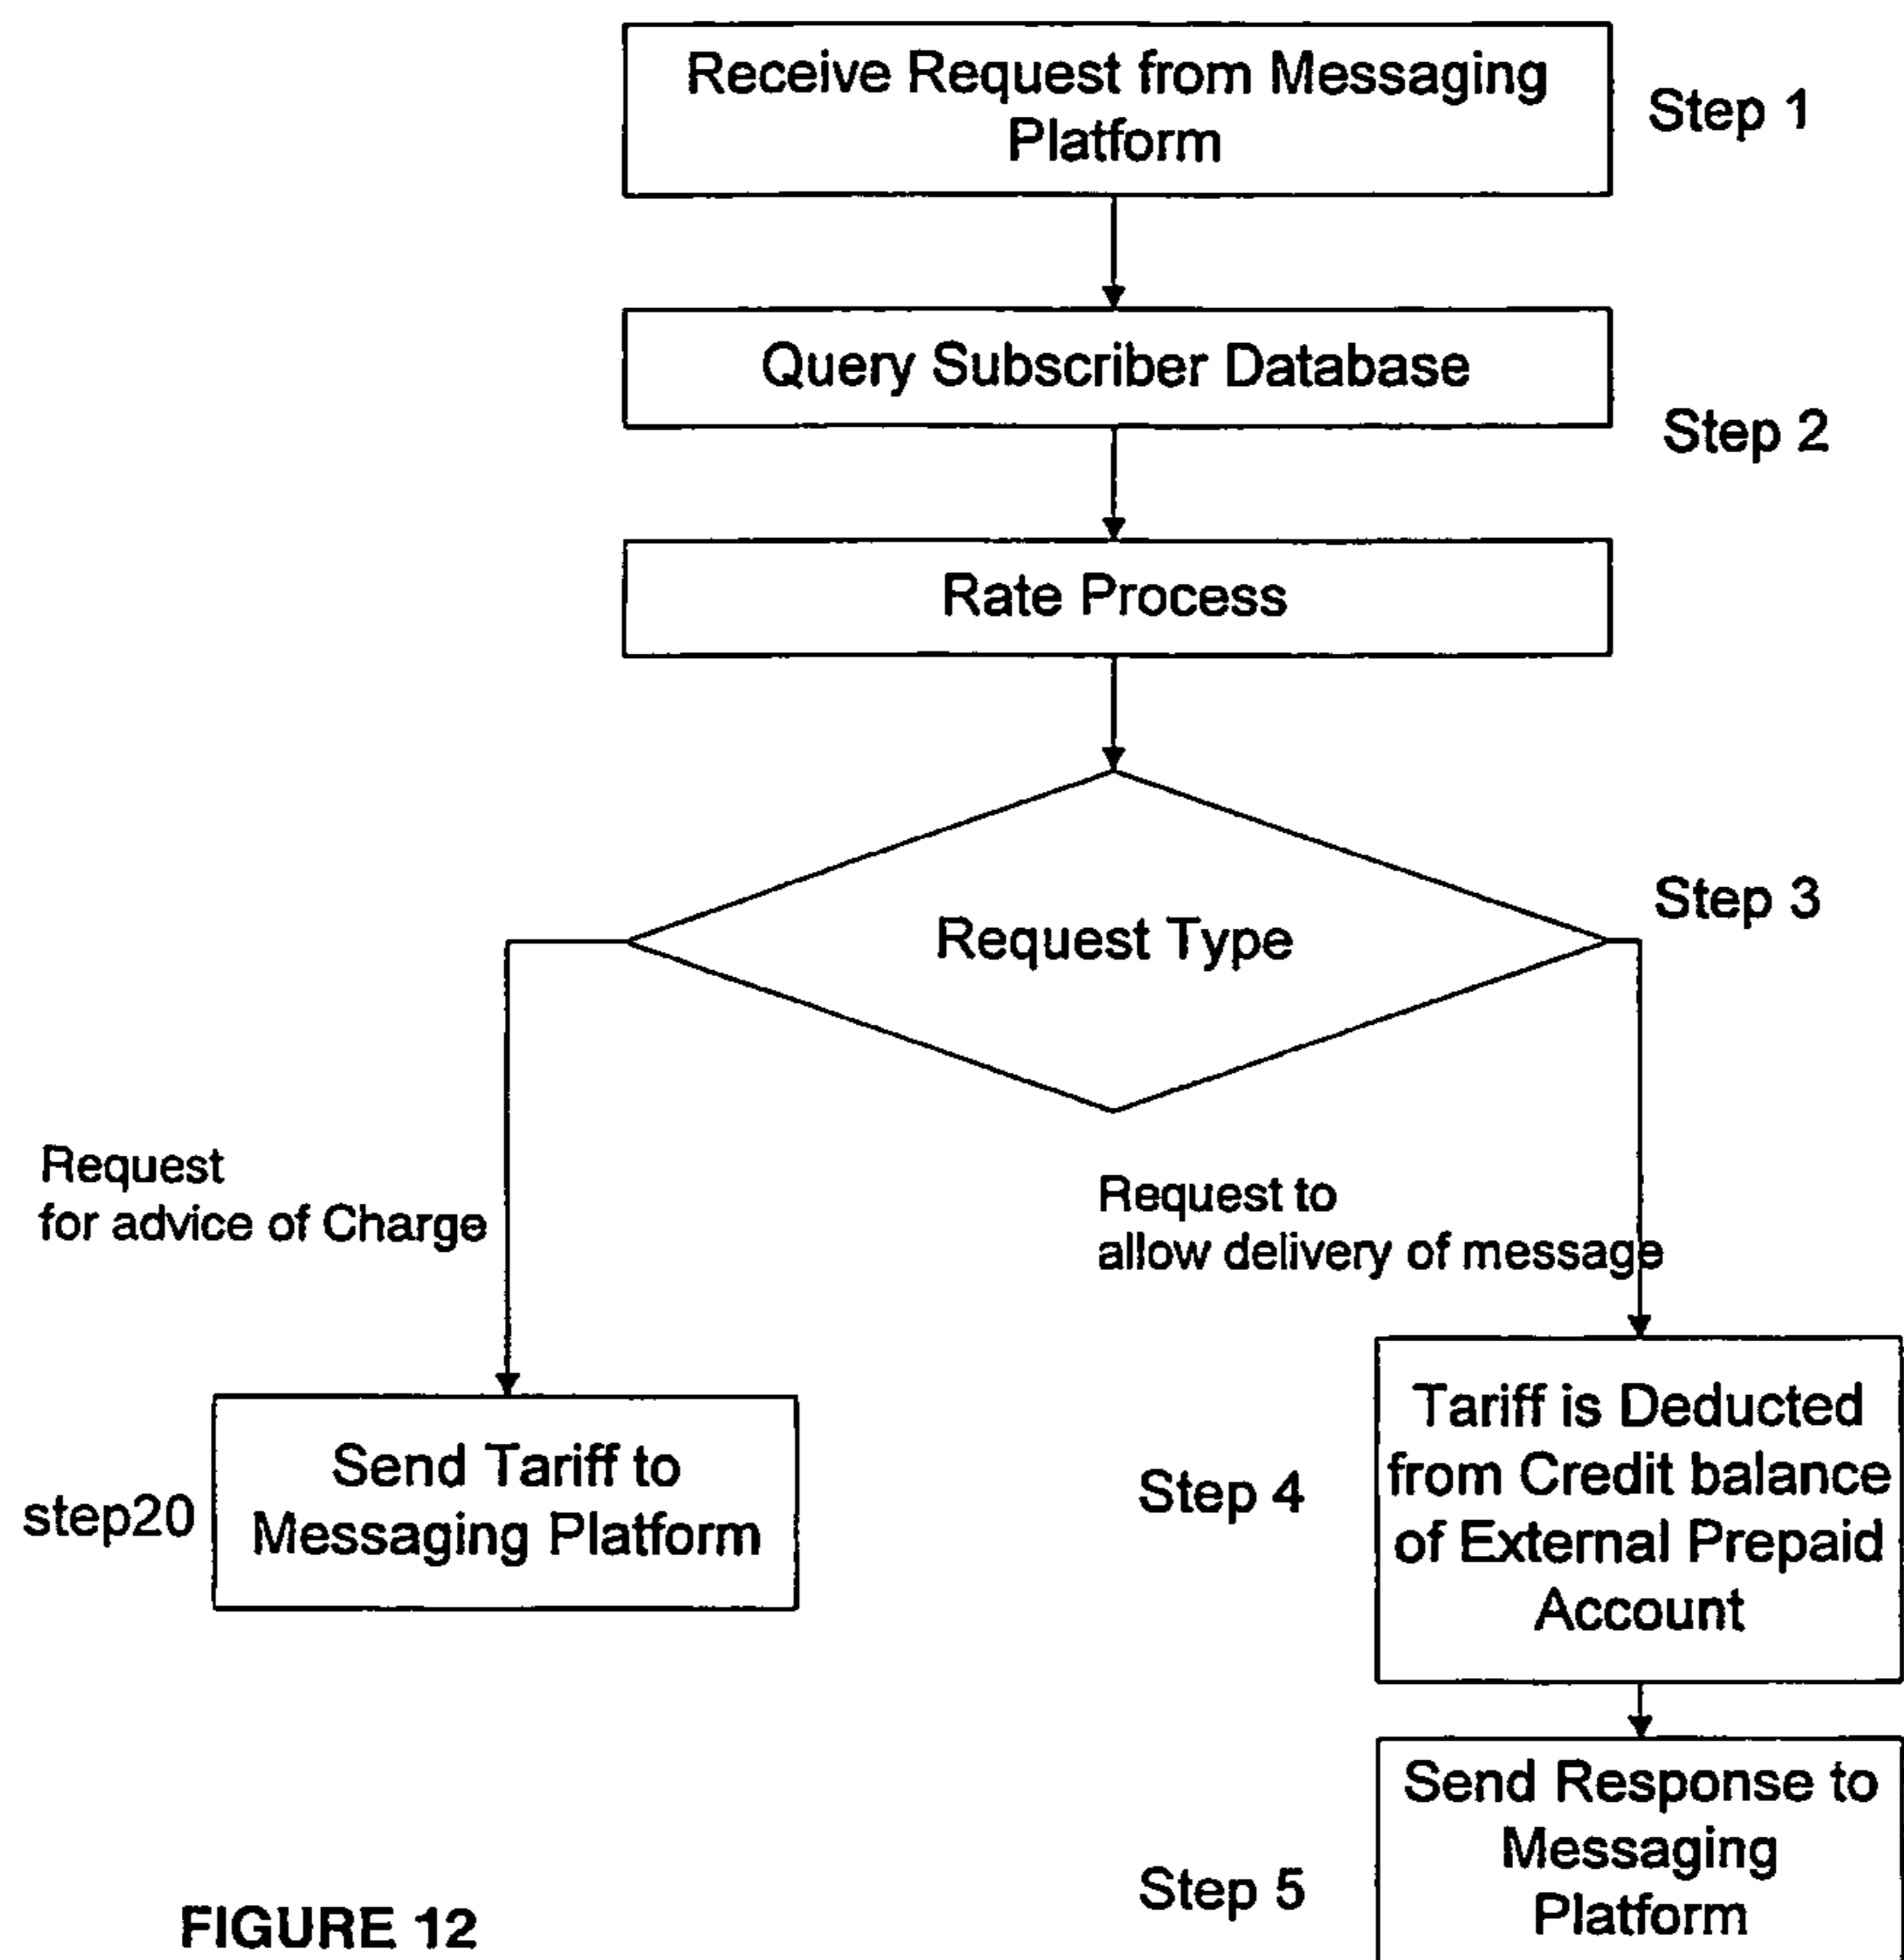 Receive Request from Messaging
Platform
Step 1
Query Subscriber Database
Step 2
Rate Process
Step 3
Request Type
Request
for advice of Charge
Request to
allow delivery of message
Send Tariff to
Messaging Platform
step20
Tariff is Deducted
from Credit balance
of External Prepaid
Account
Step 4
Send Response to
Messaging
Platform
Step 5
FIGURE 12